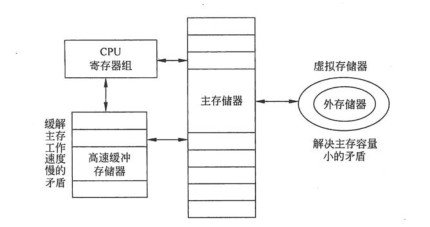 CPU
寄存器组
主存储器
虚拟存储器
外存储器
解决主存容量
小的矛盾
缓解
主存
工作
速度
慢的
矛盾
高速缓冲
存储器